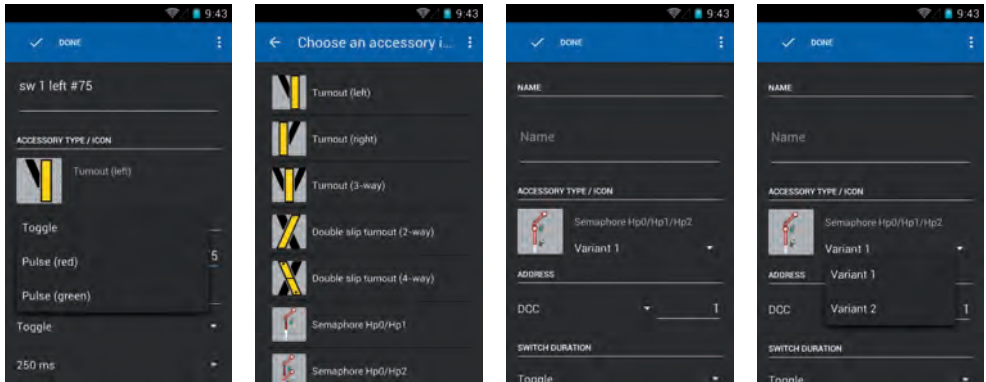 9:43
DONE
sw 1 left #75
ACCESSORY TYPE / ICON
Turnout (left)
Toggle
5
Pulse (red)
Pulse (green)
Toggle
250 ms
9:43
Choose an accessory i...
Turnout (left)
Turnout (right)
Turnout (3-way)
Double slip turnout (2-way)
Double slip turnout (4-way)
Semaphore Hp0/Hp1
Semaphore Hp0/Hp2
9:43
DONE
NAME
Name
ACCESSORY TYPE / ICON
Semaphore Hp0/Hp1/Hp2
Variant 1
ADDRESS
DCC 1
SWITCH DURATION
Toggle
9:43
DONE
NAME
Name
ACCESSORY TYPE / ICON
Semaphore Hp0/Hp1/Hp2
Variant 1
ADDRESS
Variant 1
DCC Variant 2 1
SWITCH DURATION
Toggle